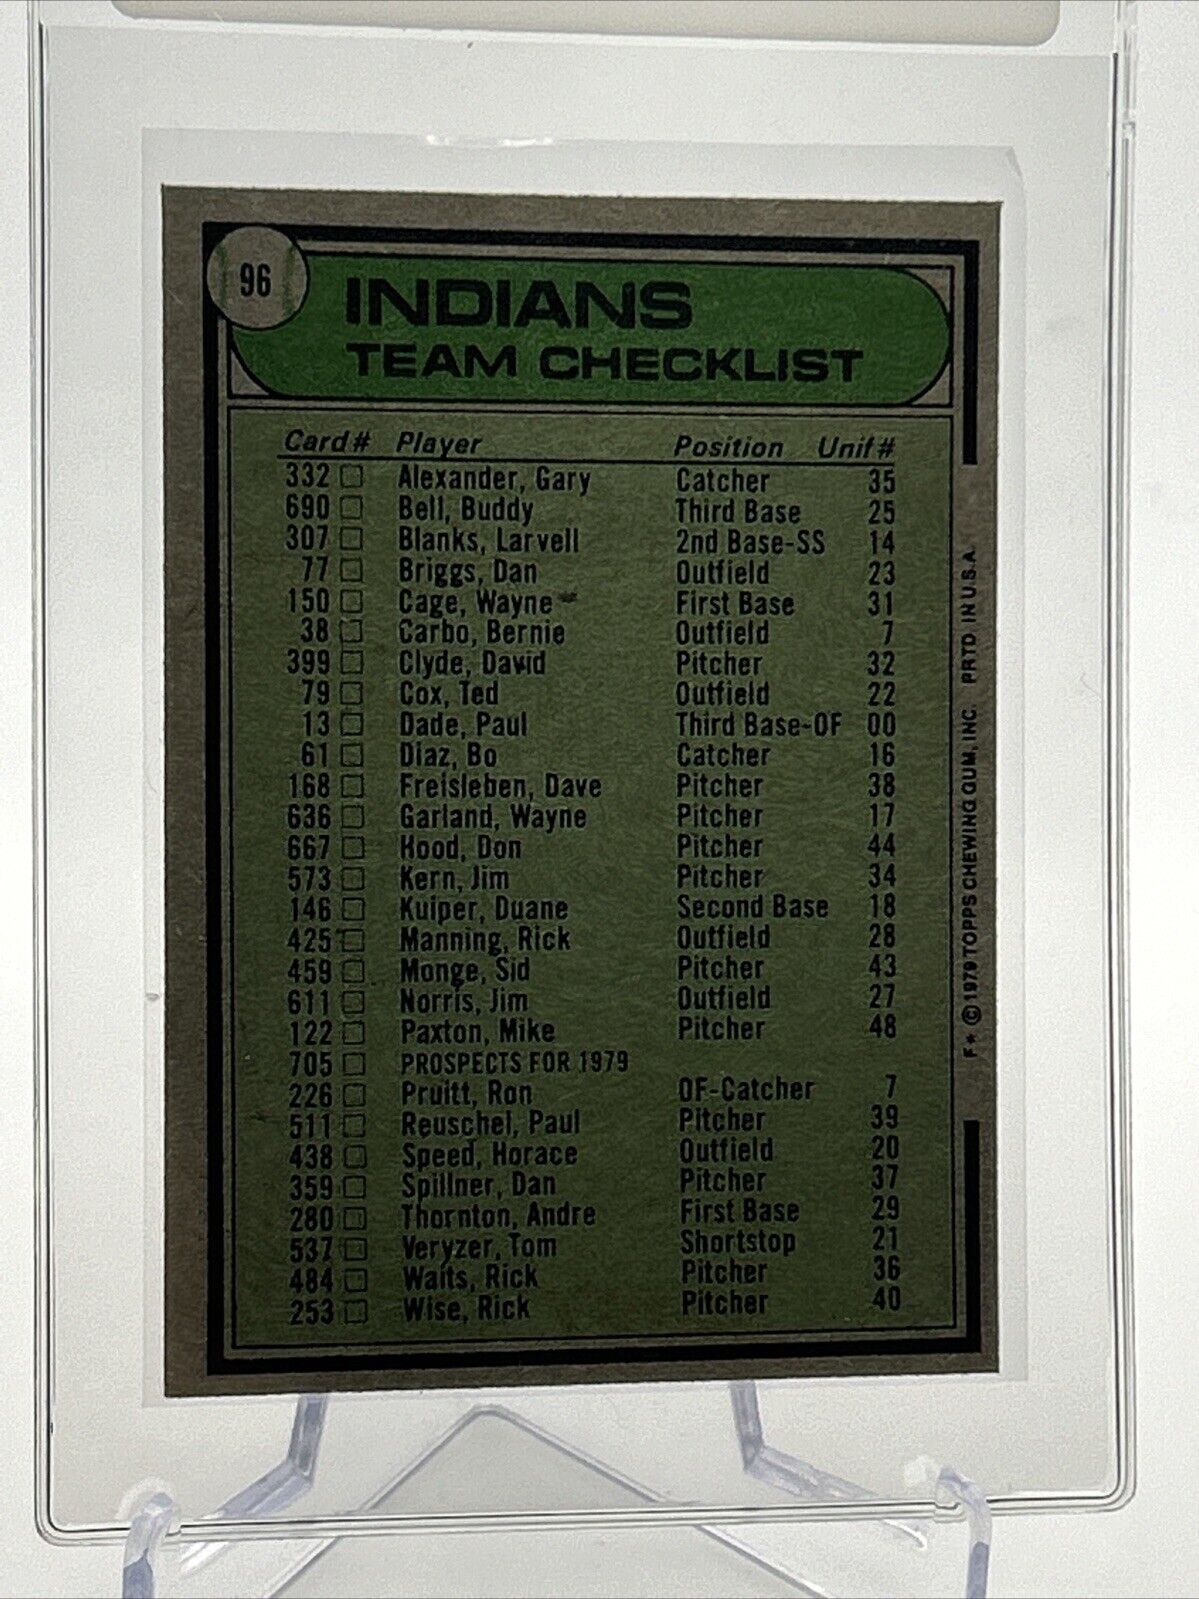 96
INDIANS
TEAM CHECKLIST
Card# Player Position Unif#
332 Alexander, Gary Catcher 35
690 Bell, Buddy Third Base 25
307 Blanks, Larvell 2nd Base-SS 14
77 Briggs, Dan Outfield 23
150 Cage, Wayne First Base 31
38 Carbo, Bernie Outfield 7
399 Clyde, David Pitcher 32
79 Cox, Ted Outfield 22
13 Dade, Paul Third Base-OF 00
61 Diaz, Bo Catcher 16
168 Freisleben, Dave Pitcher 38
636 Garland, Wayne Pitcher 17
667 Hood, Don Pitcher 44
573 Kern, Jim Pitcher 34
146 Kuiper, Duane Second Base 18
425 Manning, Rick Outfield 28
459 Monge, Sid Pitcher 43
611 Norris, Jim Outfield 27
122 Paxton, Mike Pitcher 48
705 PROSPECTS FOR 1979
226 Pruitt, Ron OF-Catcher 7
511 Reuschel, Paul Pitcher 39
438 Speed, Horace Outfield 20
359 Spillner, Dan Pitcher 37
280 Thornton, Andre First Base 29
537 Veryzer, Tom Shortstop 21
484 Waits, Rick Pitcher 36
253 Wise, Rick Pitcher 40
F* © 1979 TOPPS CHEWING GUM, INC. PRTD. IN U.S.A.